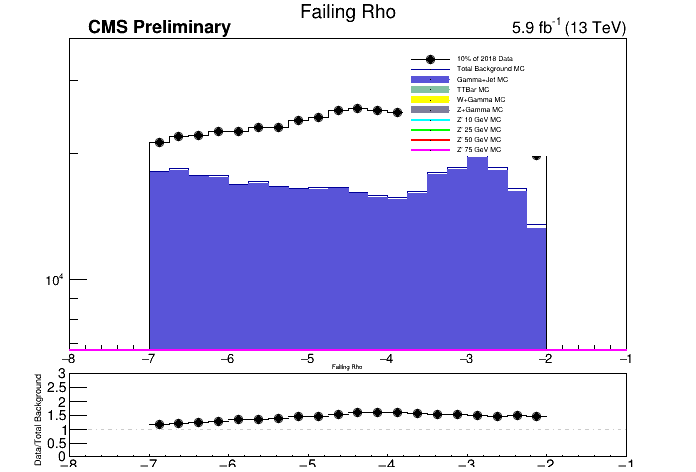 Failing Rho
CMS Preliminary
5.9 fb-1 (13 TeV)
10% of 2018 Data
Total Background MC
Gamma+Jet MC
TTBar MC
W+Gamma MC
Z+Gamma MC
Z' 10 GeV MC
Z' 25 GeV MC
Z' 50 GeV MC
Z' 75 GeV MC
10^4
−8 −7 −6 −5 −4 −3 −2 −1
Failing Rho
Data/Total Background
3
2.5
2
1.5
1
0.5
0
−8 −7 −6 −5 −4 −3 −2 −1